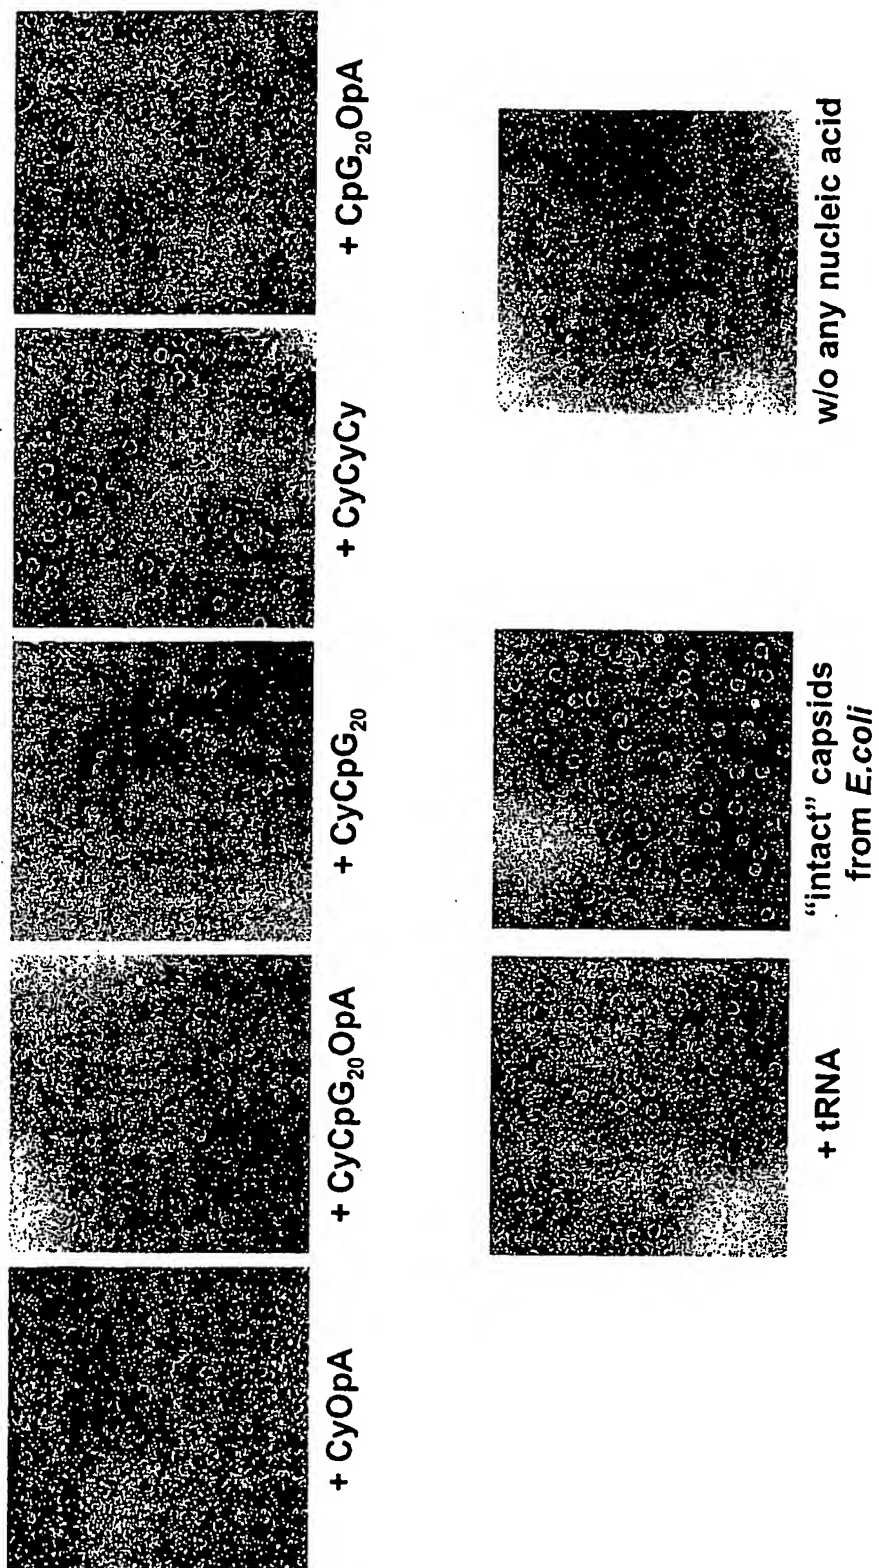 + CyOpA
+ CyCpG₂₀OpA
+ CyCpG₂₀
+ CyCyCy
+ CpG₂₀OpA
+ tRNA
"intact" capsids
from E.coli
w/o any nucleic acid